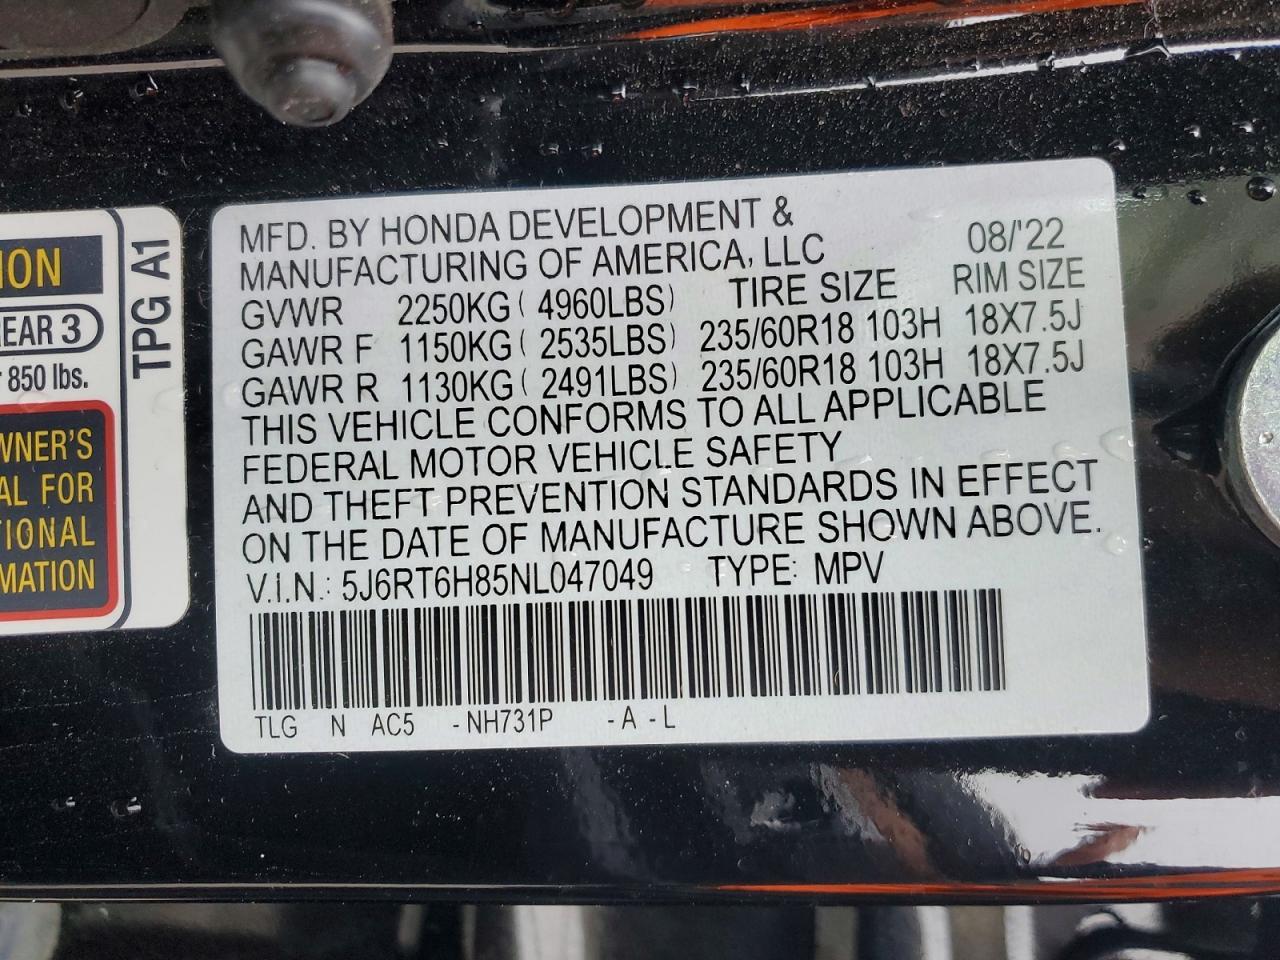 MFD. BY HONDA DEVELOPMENT &
MANUFACTURING OF AMERICA, LLC 08/'22
GVWR 2250KG ( 4960LBS) TIRE SIZE RIM SIZE
GAWR F 1150KG ( 2535LBS) 235/60R18 103H 18X7.5J
GAWR R 1130KG ( 2491LBS) 235/60R18 103H 18X7.5J
THIS VEHICLE CONFORMS TO ALL APPLICABLE
FEDERAL MOTOR VEHICLE SAFETY
AND THEFT PREVENTION STANDARDS IN EFFECT
ON THE DATE OF MANUFACTURE SHOWN ABOVE.
V.I.N.: 5J6RT6H85NL047049 TYPE: MPV
TLG N AC5 -NH731P -A -L
TPG A1
ION
REAR 3
850 lbs.
WNER'S
AL FOR
TIONAL
MATION